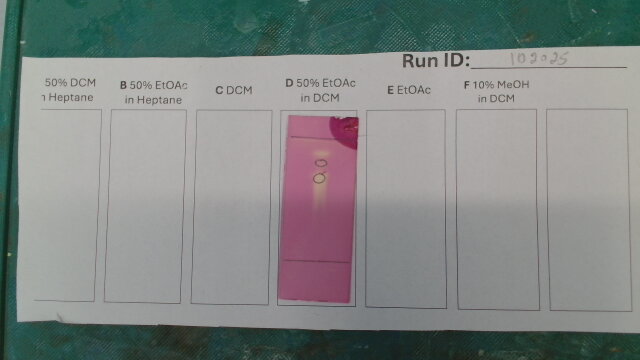 Run ID: 102025
50% DCM
n Heptane
B 50% EtOAc
in Heptane
C DCM
D 50% EtOAc
in DCM
E EtOAc
F 10% MeOH
in DCM